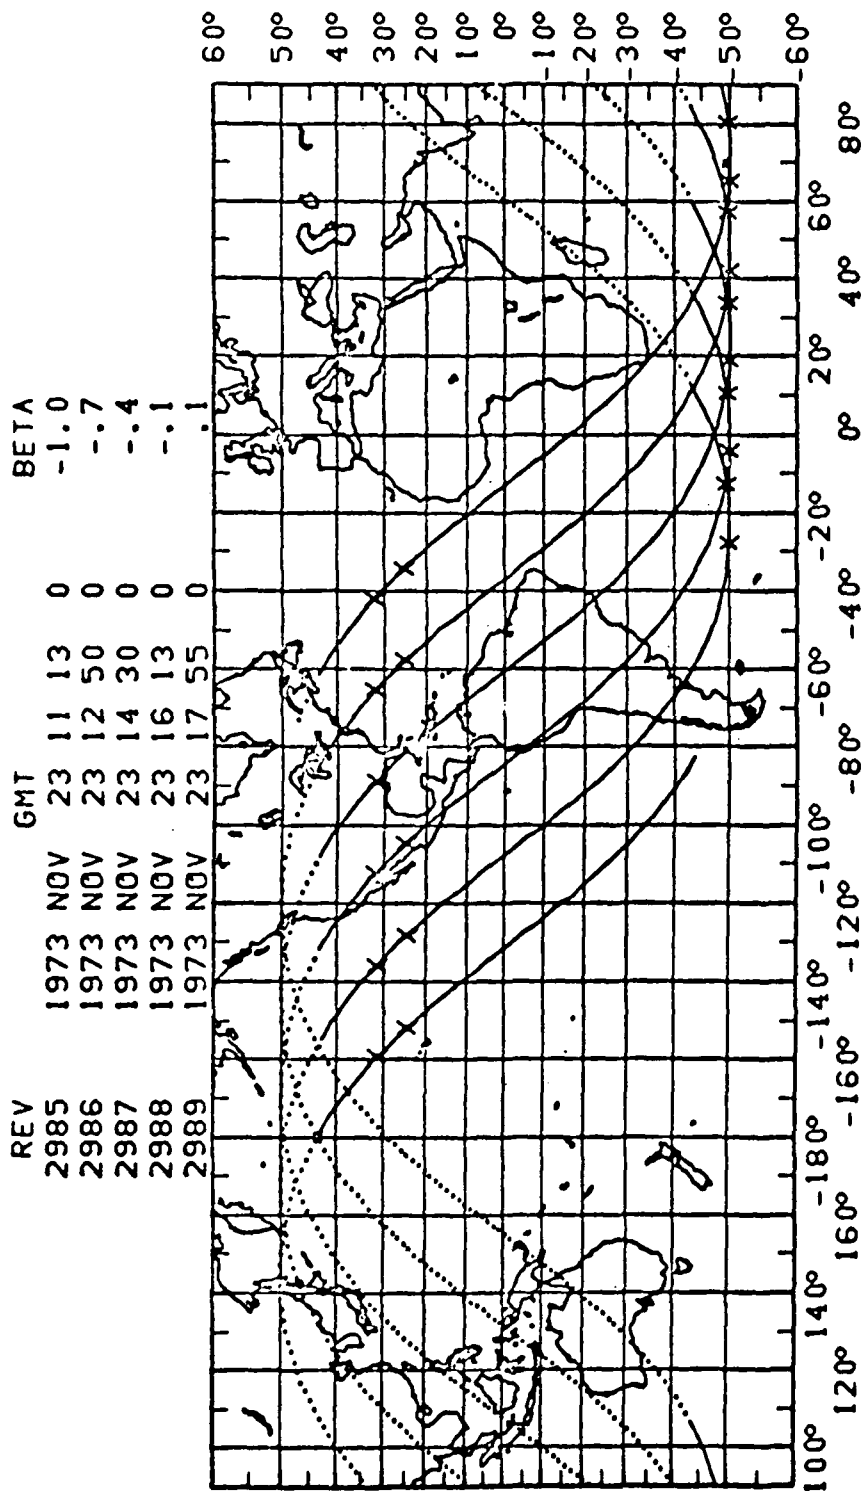 REV GMT BETA
2985 1973 NOV 23 11 13 0 -1.0
2986 1973 NOV 23 12 50 0 -.7
2987 1973 NOV 23 14 30 0 -.4
2988 1973 NOV 23 16 13 0 -.1
2989 1973 NOV 23 17 55 0 .1
60°
50°
40°
30°
20°
10°
0°
-10°
-20°
-30°
-40°
-50°
-60°
100° 120° 140° 160° -180° -160° -140° -120° -100° -80° -60° -40° -20° 0° 20° 40° 60° 80°